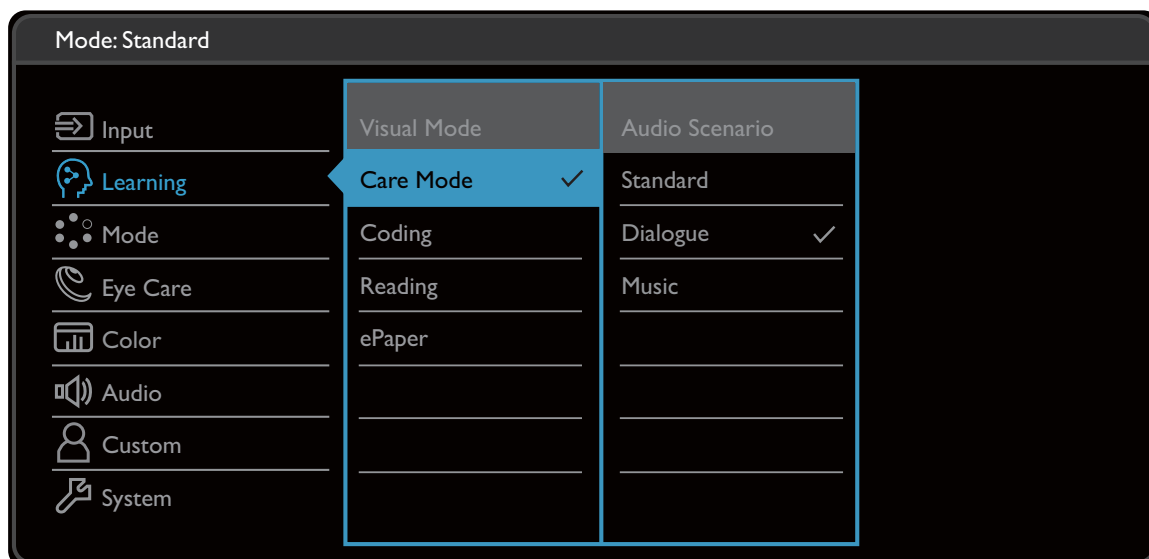 Mode: Standard
Input
Learning
Mode
Eye Care
Color
Audio
Custom
System
Visual Mode
Care Mode
Coding
Reading
ePaper
Audio Scenario
Standard
Dialogue
Music